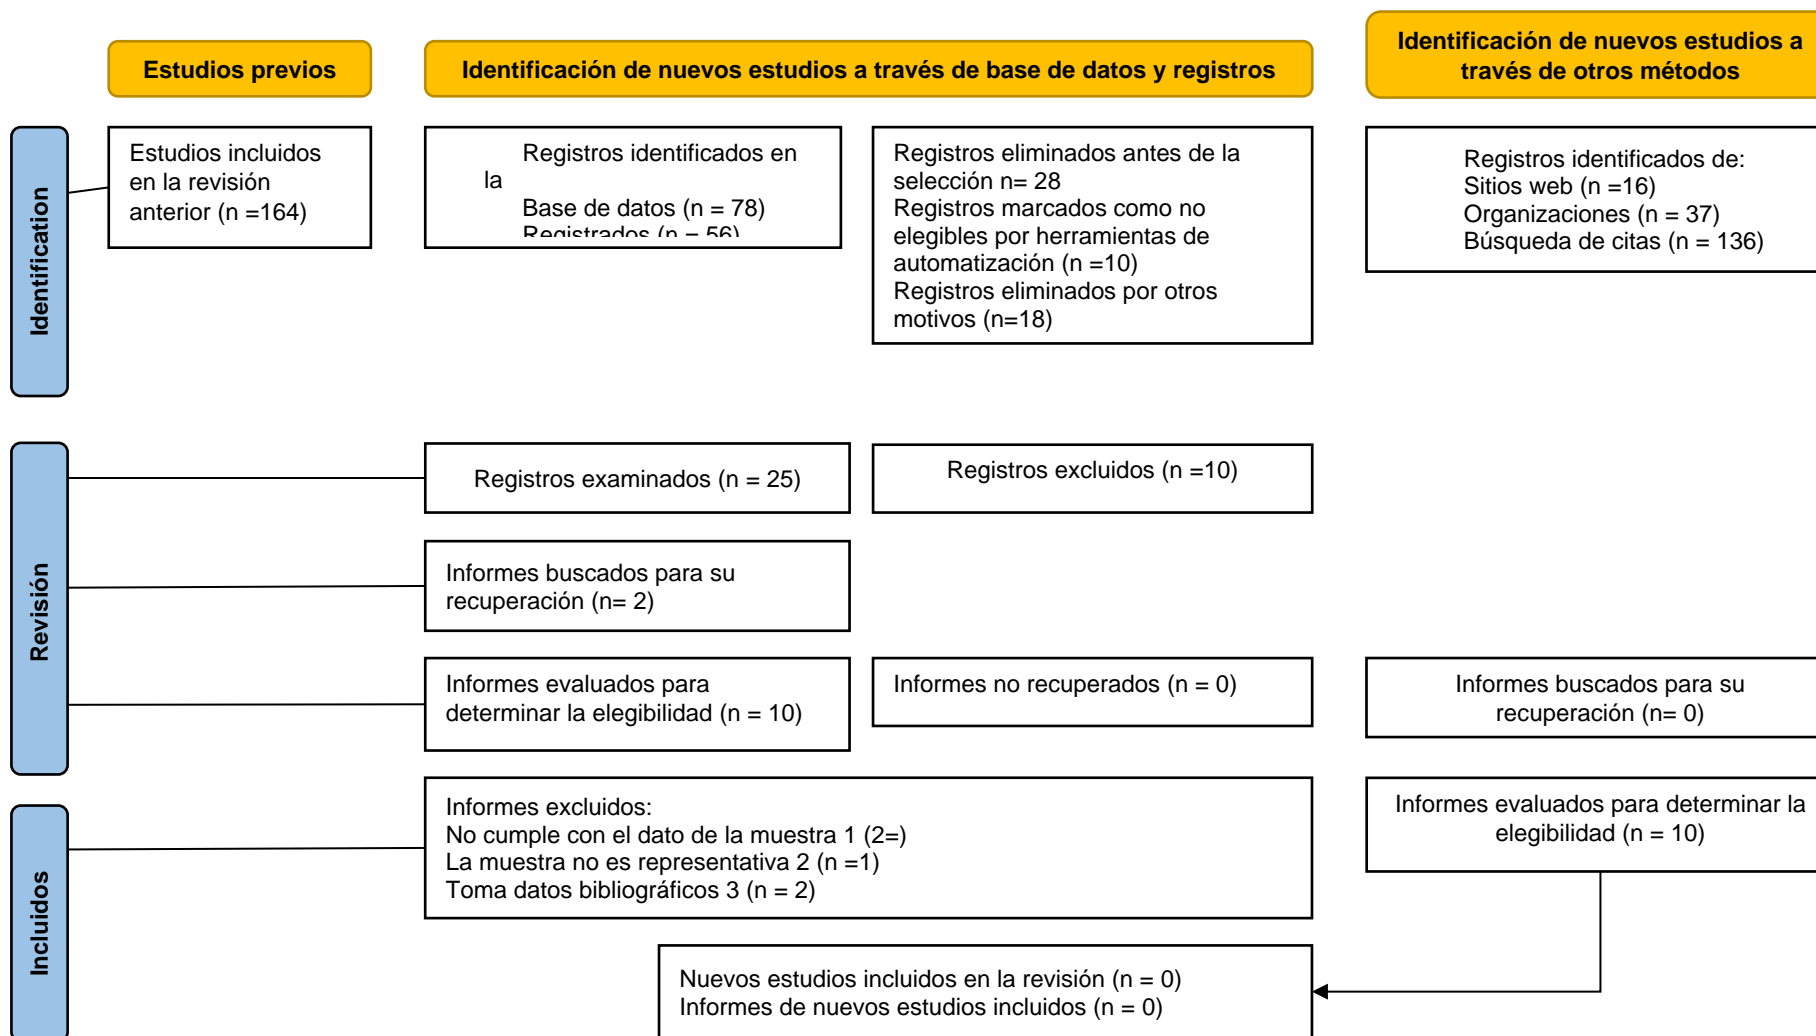 Estudios previos
Identificación de nuevos estudios a través de base de datos y registros
Identificación de nuevos estudios a
través de otros métodos
Identification
Estudios incluidos
en la revisión
anterior (n =164)
Registros identificados en
la
Base de datos (n = 78)
Registrados (n = 56)
Registros eliminados antes de la
selección n= 28
Registros marcados como no
elegibles por herramientas de
automatización (n =10)
Registros eliminados por otros
motivos (n=18)
Registros identificados de:
Sitios web (n =16)
Organizaciones (n = 37)
Búsqueda de citas (n = 136)
Revisión
Registros examinados (n = 25)
Registros excluidos (n =10)
Informes buscados para su
recuperación (n= 2)
Informes evaluados para
determinar la elegibilidad (n = 10)
Informes no recuperados (n = 0)
Informes buscados para su
recuperación (n= 0)
Incluidos
Informes excluidos:
No cumple con el dato de la muestra 1 (2=)
La muestra no es representativa 2 (n =1)
Toma datos bibliográficos 3 (n = 2)
Informes evaluados para determinar la
elegibilidad (n = 10)
Nuevos estudios incluidos en la revisión (n = 0)
Informes de nuevos estudios incluidos (n = 0)